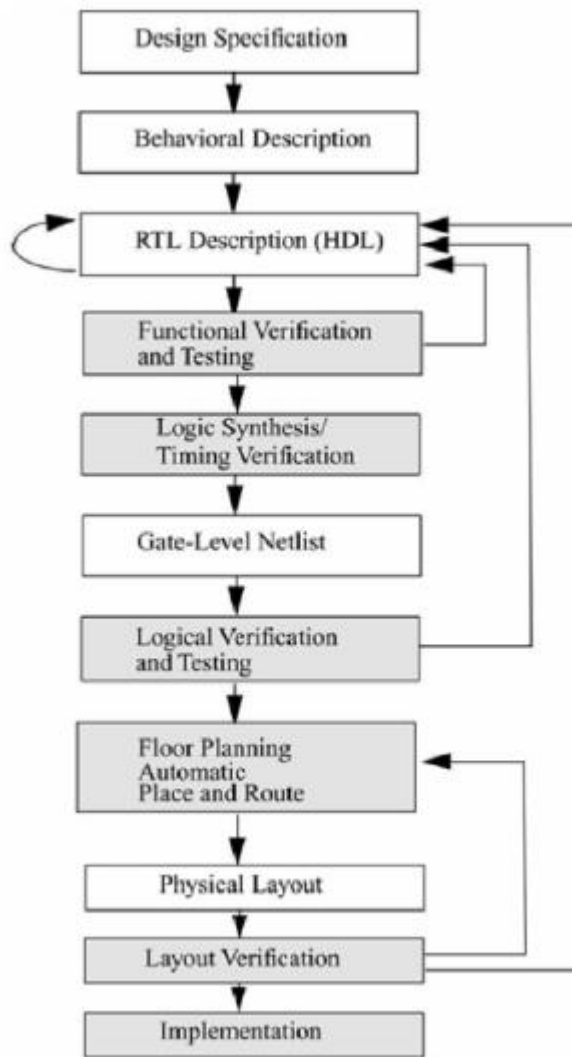 Design Specification
Behavioral Description
RTL Description (HDL)
Functional Verification
and Testing
Logic Synthesis/
Timing Verification
Gate-Level Netlist
Logical Verification
and Testing
Floor Planning
Automatic
Place and Route
Physical Layout
Layout Verification
Implementation